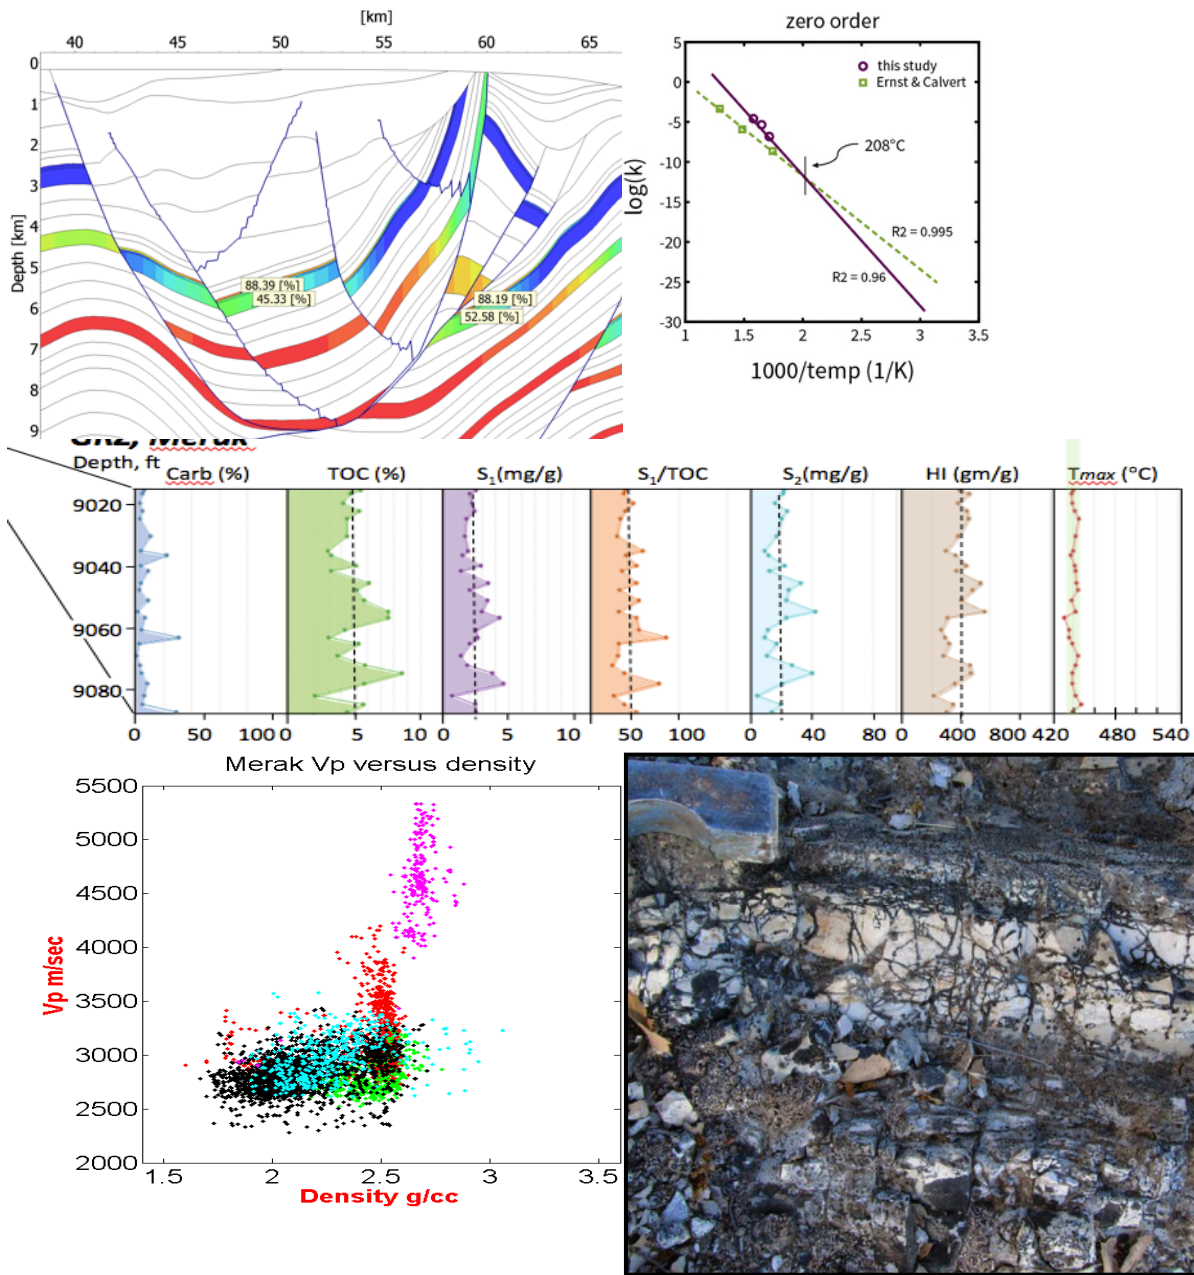 [km]
40 45 50 55 60 65
Depth [km]
0
1
2
3
4
5
6
7
8
9
88.39 [%]
45.33 [%]
88.19 [%]
52.58 [%]
zero order
log(k)
5
0
-5
-10
-15
-20
-25
-30
this study
Ernst & Calvert
208°C
R2 = 0.995
R2 = 0.96
1 1.5 2 2.5 3 3.5
1000/temp (1/K)
GRZ, Merak
Depth, ft
Carb (%) TOC (%) S₁(mg/g) S₁/TOC S₂(mg/g) HI (gm/g) Tmax (°C)
9020
9040
9060
9080
0 50 100 0 5 10 0 5 10 0 50 100 0 40 80 0 400 800 420 480 540
Merak Vp versus density
Vp m/sec
5500
5000
4500
4000
3500
3000
2500
2000
1.5 2 2.5 3 3.5
Density g/cc